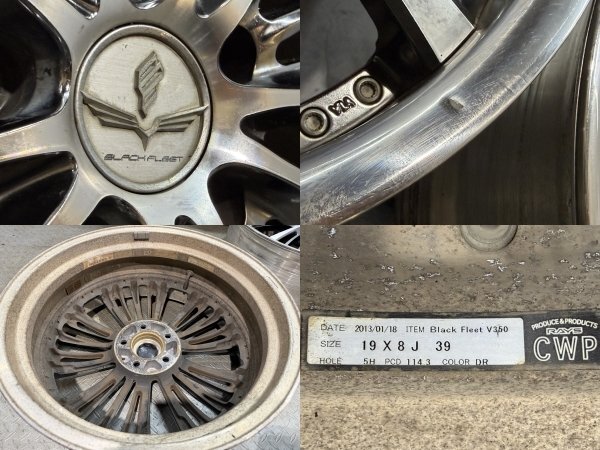 BLACK FLEET
VIA
DATE 2013/01/18 ITEM Black Fleet V350
SIZE 19 X 8 J 39
HOLE 5H PCD 114.3 COLOR DR
PRODUCE & PRODUCTS
RAYS
CWP